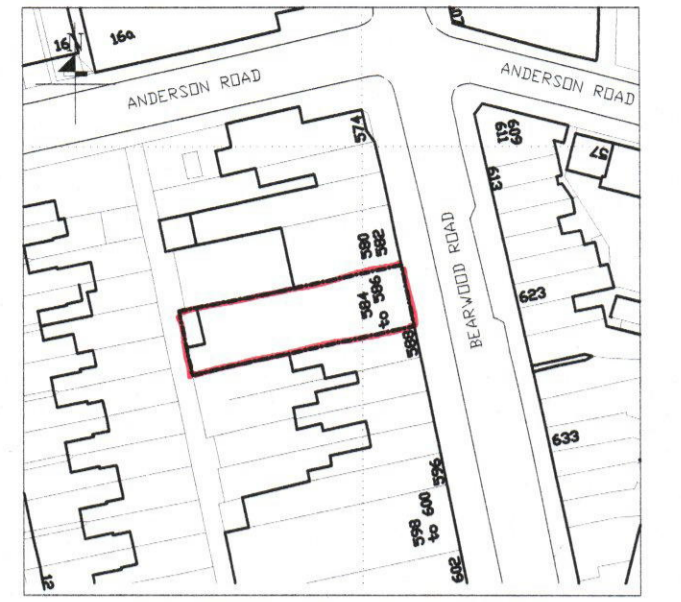 16
16a
ANDERSON ROAD
ANDERSON ROAD
574
611
609
57
613
580
582
BEARWOOD ROAD
584
to 586
588
623
633
596
598
to 600
602
12